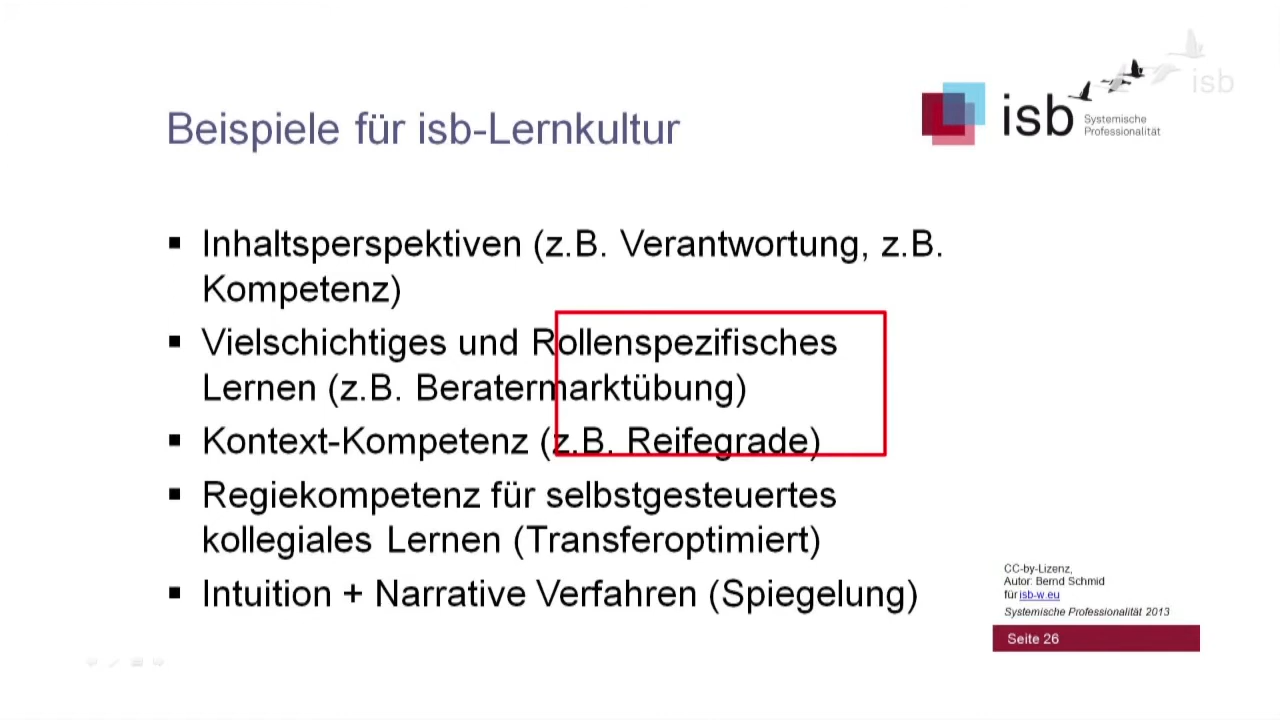 isb
Beispiele für isb-Lernkultur
isb
Systemische
Professionalität
▪ Inhaltsperspektiven (z.B. Verantwortung, z.B.
Kompetenz)
▪ Vielschichtiges und Rollenspezifisches
Lernen (z.B. Beratermarktübung)
▪ Kontext-Kompetenz (z.B. Reifegrade)
▪ Regiekompetenz für selbstgesteuertes
kollegiales Lernen (Transferoptimiert)
▪ Intuition + Narrative Verfahren (Spiegelung)
CC-by-Lizenz,
Autor: Bernd Schmid
für isb-w.eu
Systemische Professionalität 2013
Seite 26